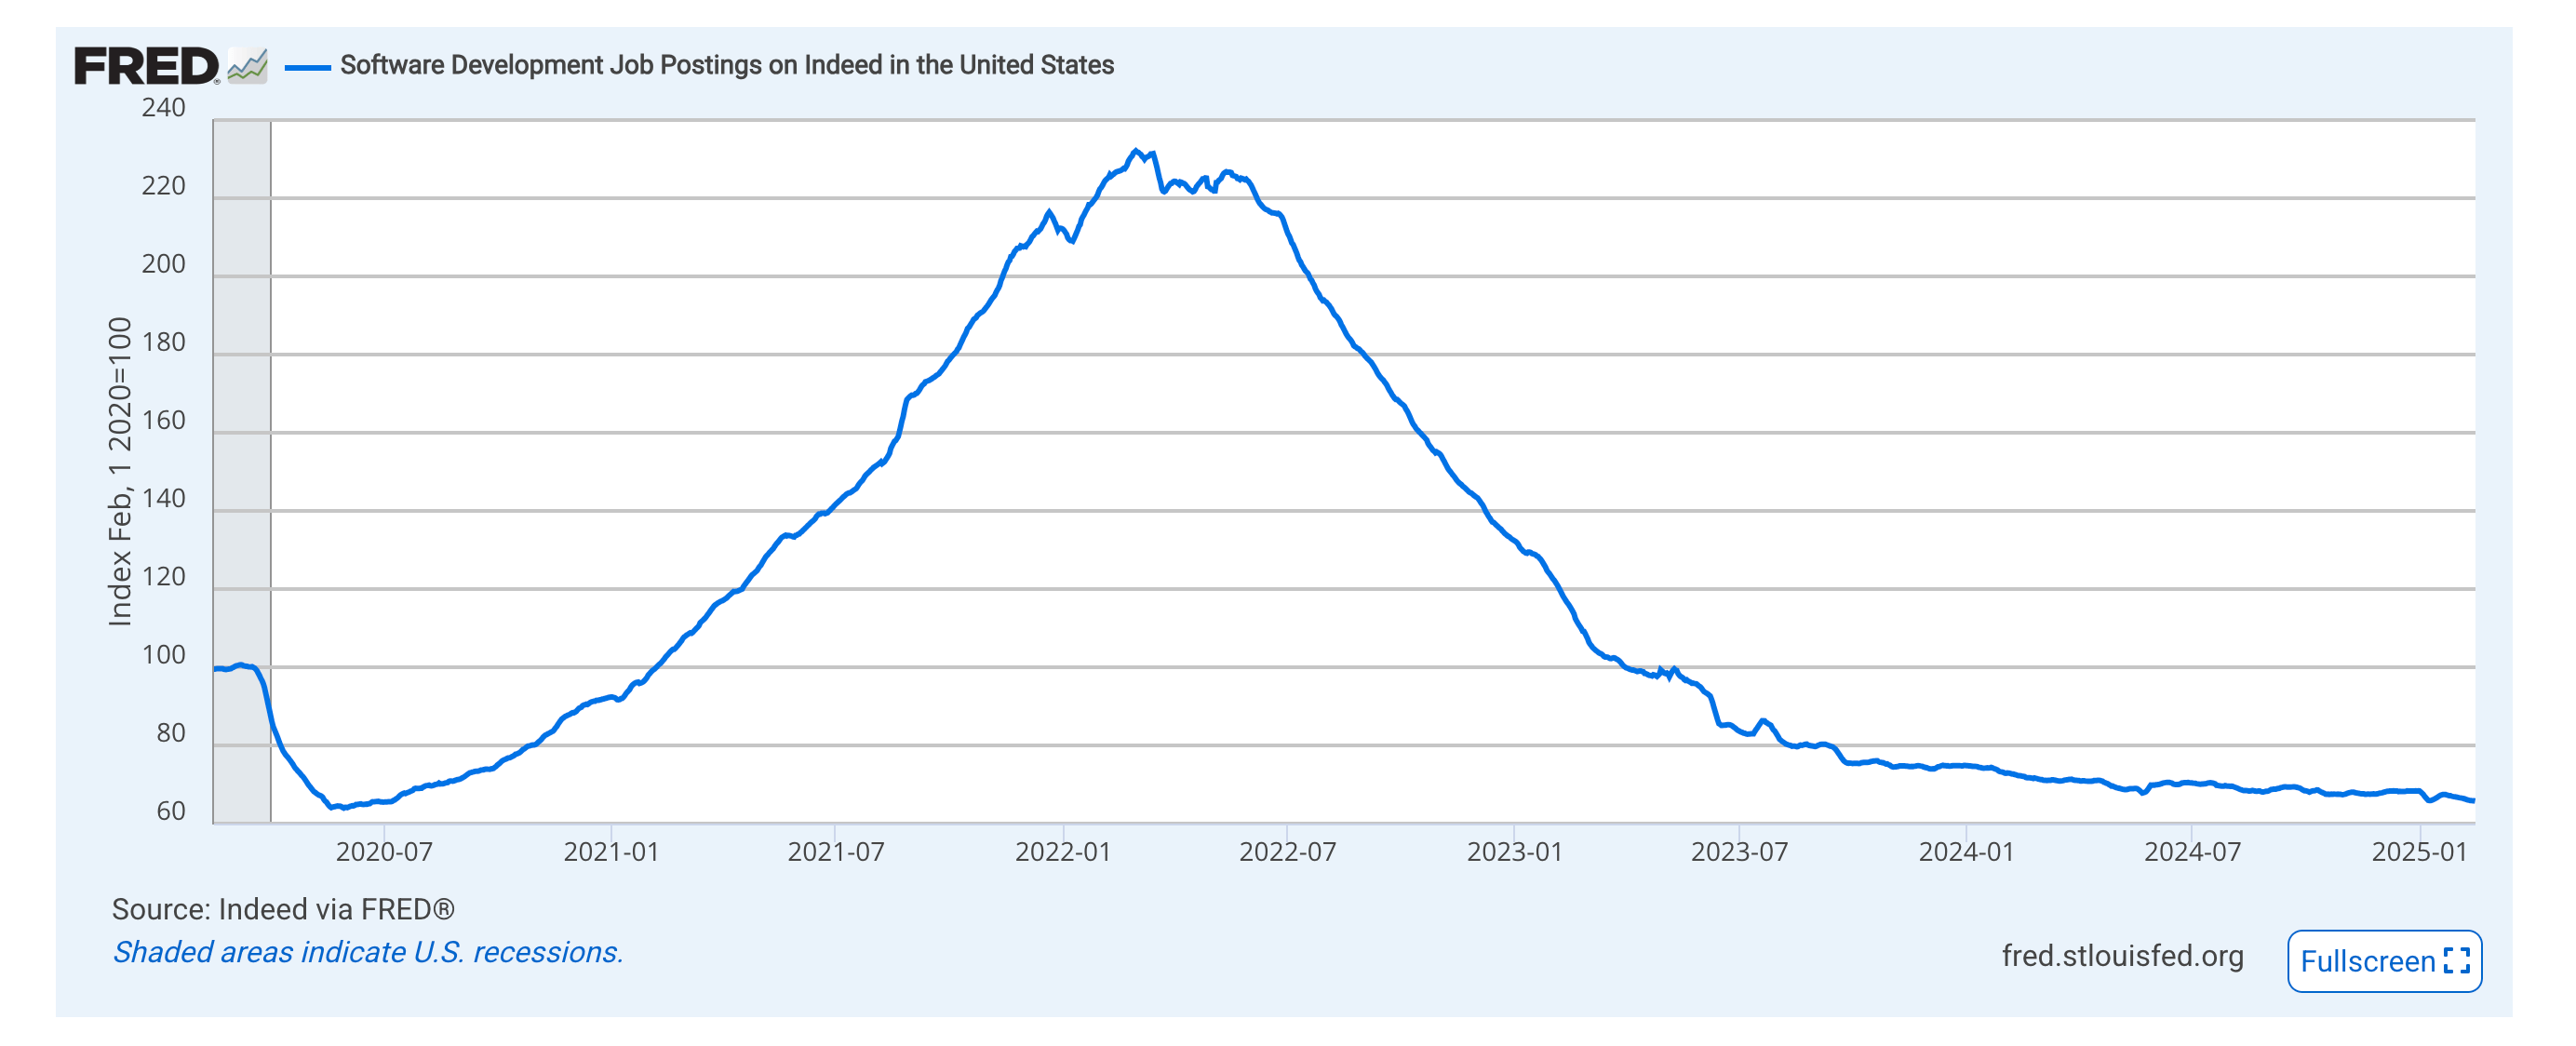 FRED® Software Development Job Postings on Indeed in the United States
Index Feb, 1 2020=100
240
220
200
180
160
140
120
100
80
60
2020-07 2021-01 2021-07 2022-01 2022-07 2023-01 2023-07 2024-01 2024-07 2025-01
Source: Indeed via FRED®
Shaded areas indicate U.S. recessions.
fred.stlouisfed.org Fullscreen